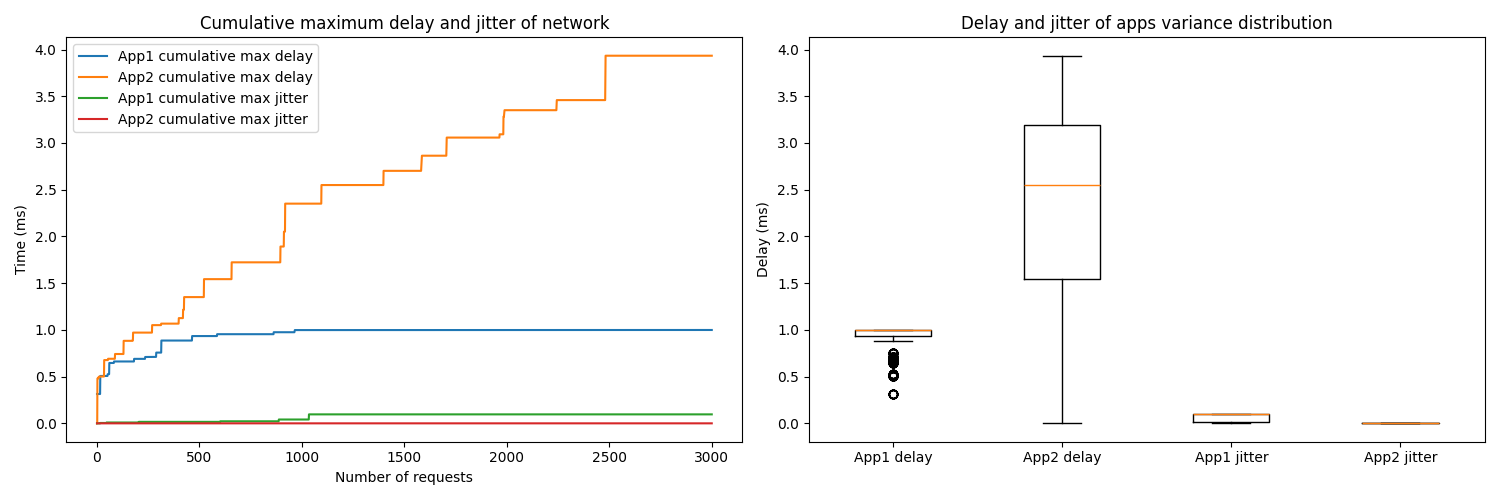 Cumulative maximum delay and jitter of network
App1 cumulative max delay
App2 cumulative max delay
App1 cumulative max jitter
App2 cumulative max jitter
Time (ms)
4.0
3.5
3.0
2.5
2.0
1.5
1.0
0.5
0.0
0 500 1000 1500 2000 2500 3000
Number of requests
Delay and jitter of apps variance distribution
Delay (ms)
4.0
3.5
3.0
2.5
2.0
1.5
1.0
0.5
0.0
App1 delay App2 delay App1 jitter App2 jitter